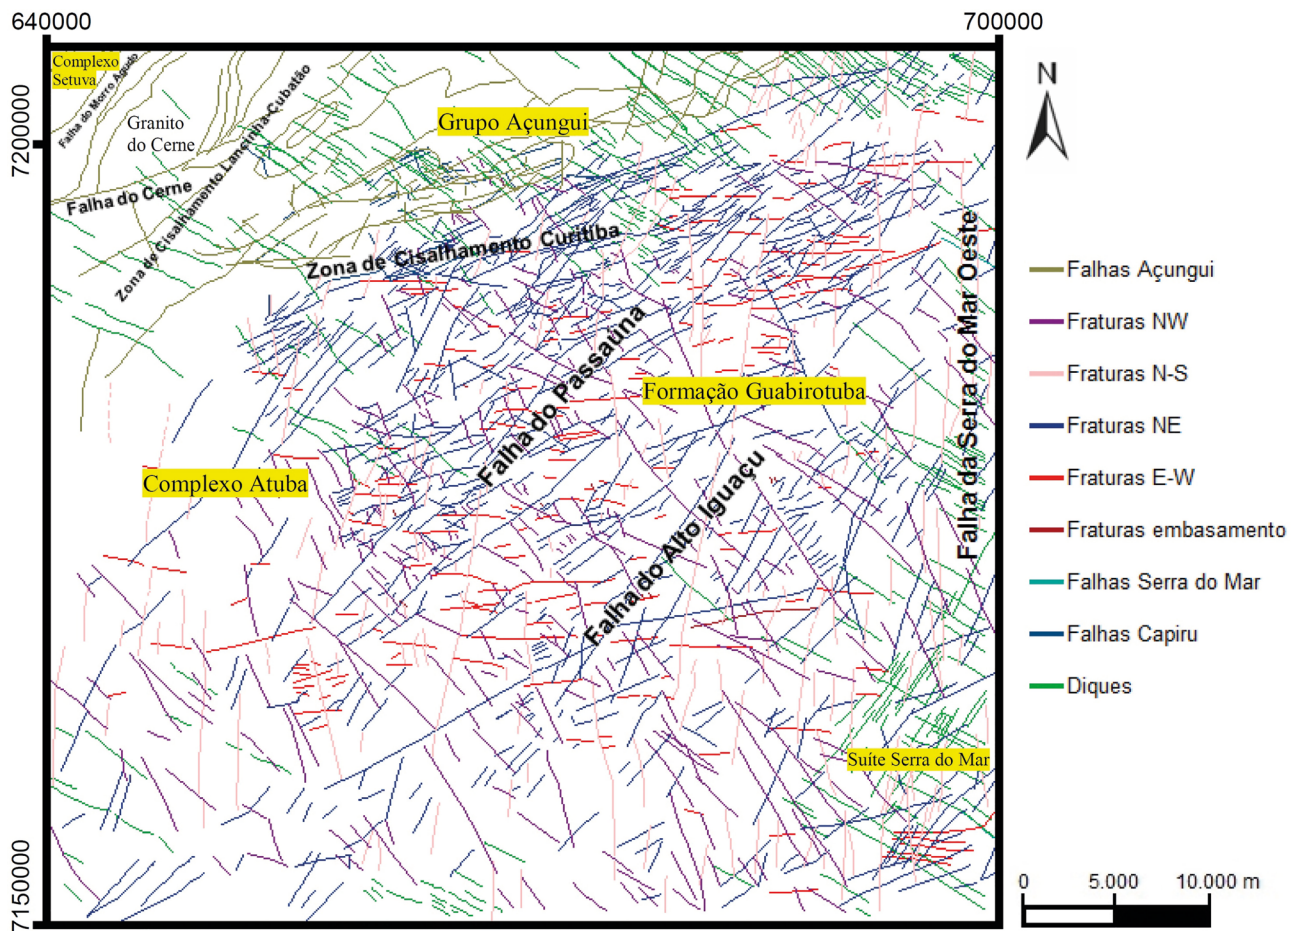 640000
700000
7200000
7150000
Complexo
Setuva
Falha do Morro Agudo
Granito
do Cerne
Falha do Cerne
Zona de Cisalhamento Lancinha-Cubatão
Grupo Açungui
Zona de Cisalhamento Curitiba
Falha do Passaúna
Formação Guabirotuba
Complexo Atuba
Falha do Alto Iguaçu
Falha da Serra do Mar Oeste
Suíte Serra do Mar
N
Falhas Açungui
Fraturas NW
Fraturas N-S
Fraturas NE
Fraturas E-W
Fraturas embasamento
Falhas Serra do Mar
Falhas Capiru
Diques
0 5.000 10.000 m